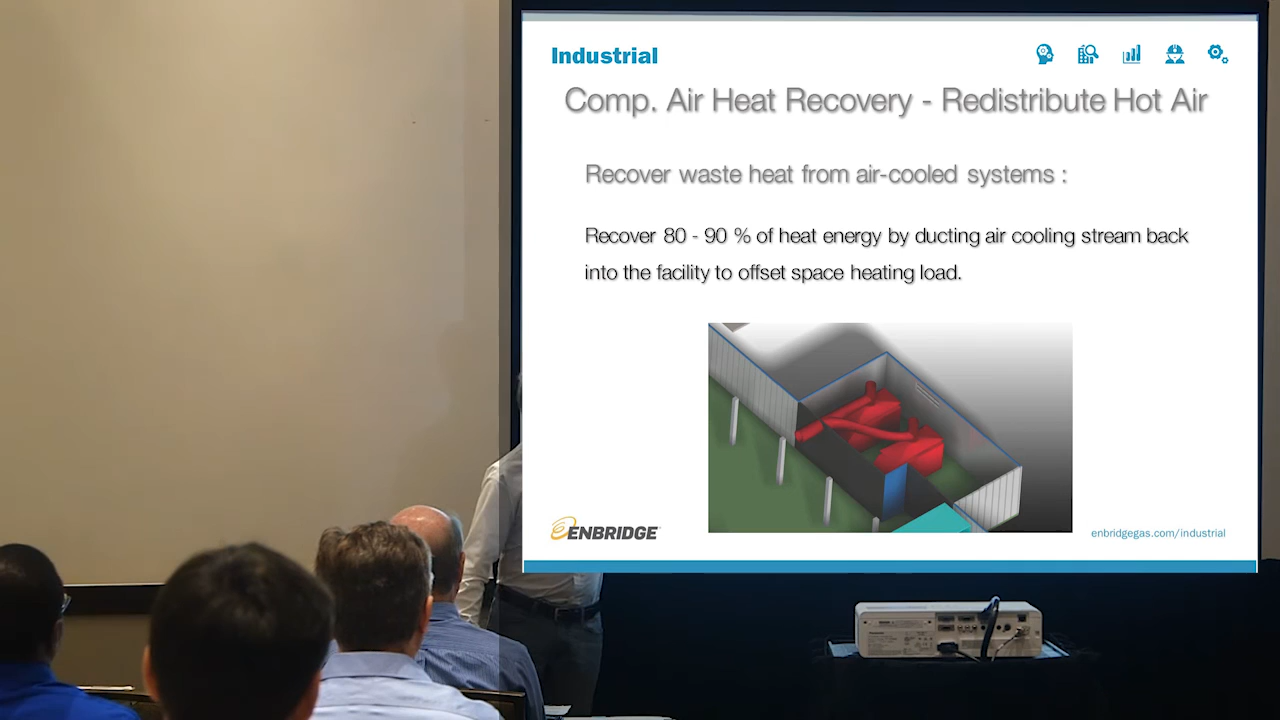 Industrial
Comp. Air Heat Recovery - Redistribute Hot Air
Recover waste heat from air-cooled systems :
Recover 80 - 90 % of heat energy by ducting air cooling stream back
into the facility to offset space heating load.
ENBRIDGE
enbridgegas.com/industrial